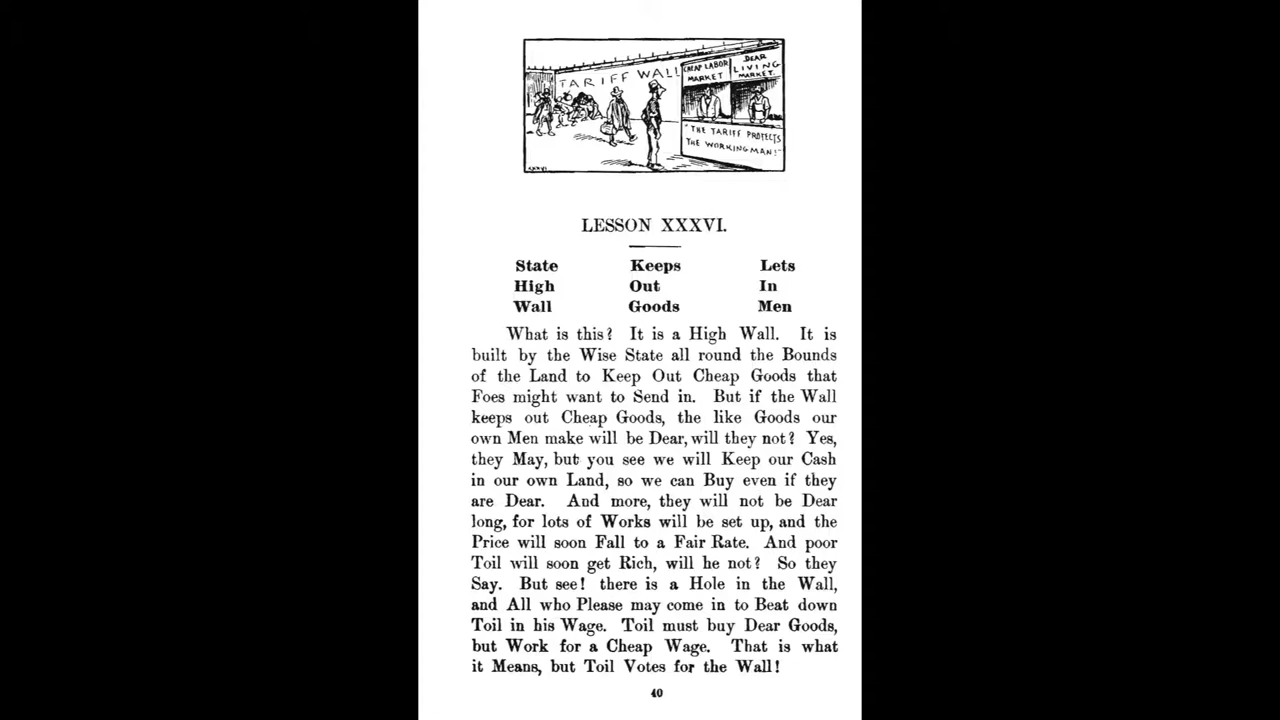 TARIFF WALL
CHEAP LABOR
MARKET
DEAR
LIVING
MARKET.
"THE TARIFF PROTECTS
THE WORKINGMAN!"
XXXVI
LESSON XXXVI.
State Keeps Lets
High Out In
Wall Goods Men
What is this? It is a High Wall. It is
built by the Wise State all round the Bounds
of the Land to Keep Out Cheap Goods that
Foes might want to Send in. But if the Wall
keeps out Cheap Goods, the like Goods our
own Men make will be Dear, will they not? Yes,
they May, but you see we will Keep our Cash
in our own Land, so we can Buy even if they
are Dear. And more, they will not be Dear
long, for lots of Works will be set up, and the
Price will soon Fall to a Fair Rate. And poor
Toil will soon get Rich, will he not? So they
Say. But see! there is a Hole in the Wall,
and All who Please may come in to Beat down
Toil in his Wage. Toil must buy Dear Goods,
but Work for a Cheap Wage. That is what
it Means, but Toil Votes for the Wall!
40